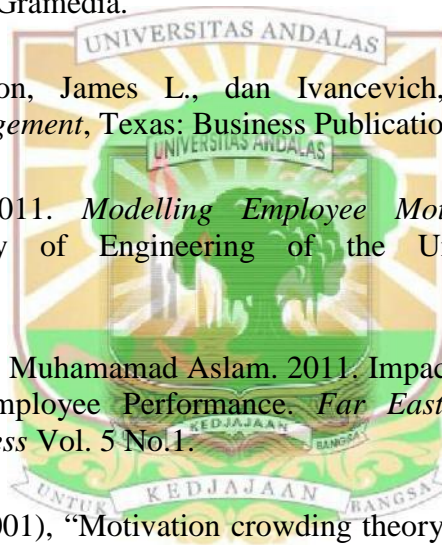 Gramedia.
UNIVERSITAS ANDALAS
on, James L., dan Ivancevich,
gement, Texas: Business Publicatio
UNIVERSITAS ANDALAS
011. Modelling Employee Mot
y of Engineering of the U
Muhamamad Aslam. 2011. Impac
mployee Performance. Far East
KEDJAJAAN
BANGSA
ess Vol. 5 No.1.
UNTUK KEDJAJAAN BANGSA
001), “Motivation crowding theory